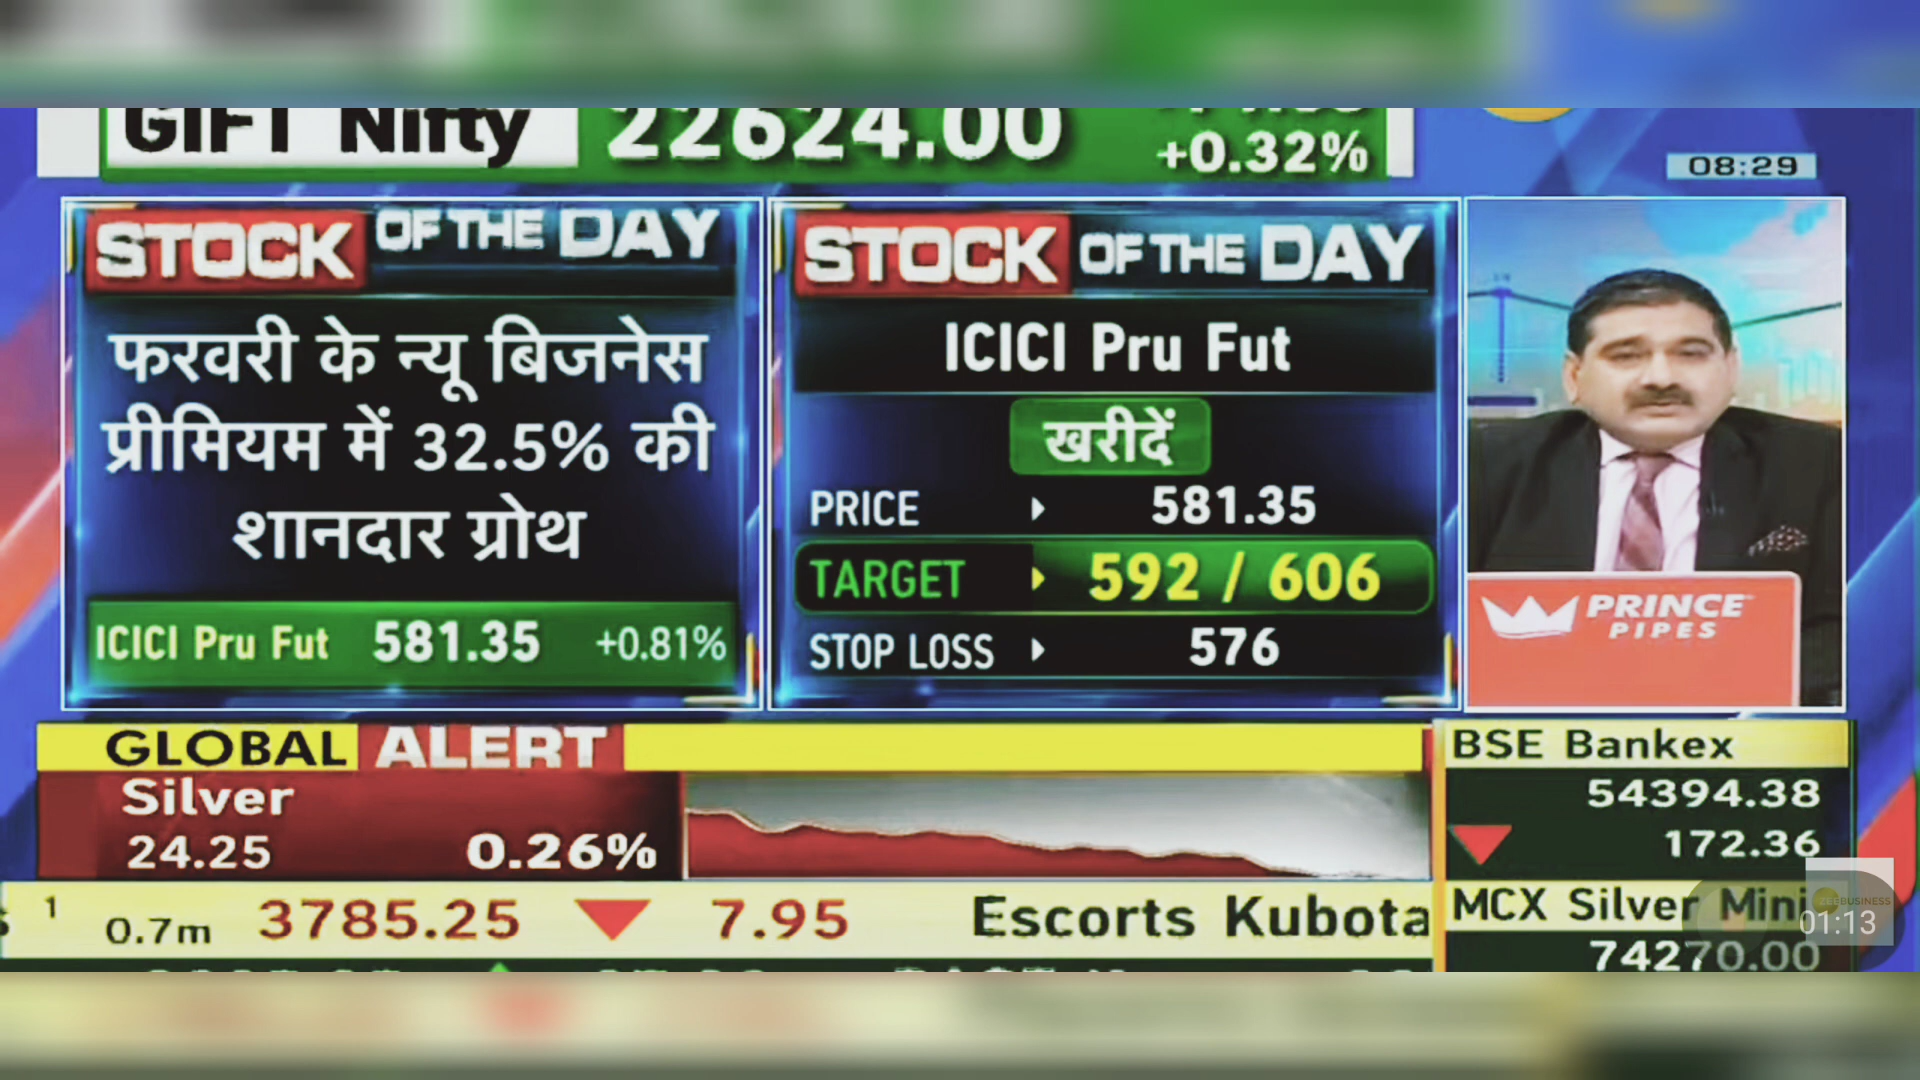 GIFT Nifty 22624.00
+0.32%
08:29
STOCK OF THE DAY
फरवरी के न्यू बिजनेस
प्रीमियम में 32.5% की
शानदार ग्रोथ
ICICI Pru Fut 581.35 +0.81%
STOCK OF THE DAY
ICICI Pru Fut
खरीदें
PRICE 581.35
TARGET 592 / 606
STOP LOSS 576
PRINCE
PIPES
GLOBAL ALERT
Silver
24.25 0.26%
BSE Bankex
54394.38
172.36
1 0.7m 3785.25 7.95 Escorts Kubota
MCX Silver Mini
74270.00
ZEEBUSINESS
01:13